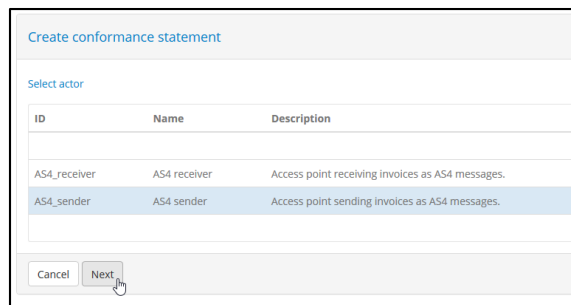 Create conformance statement
Select actor
ID Name Description
AS4_receiver AS4 receiver Access point receiving invoices as AS4 messages.
AS4_sender AS4 sender Access point sending invoices as AS4 messages.
Cancel Next